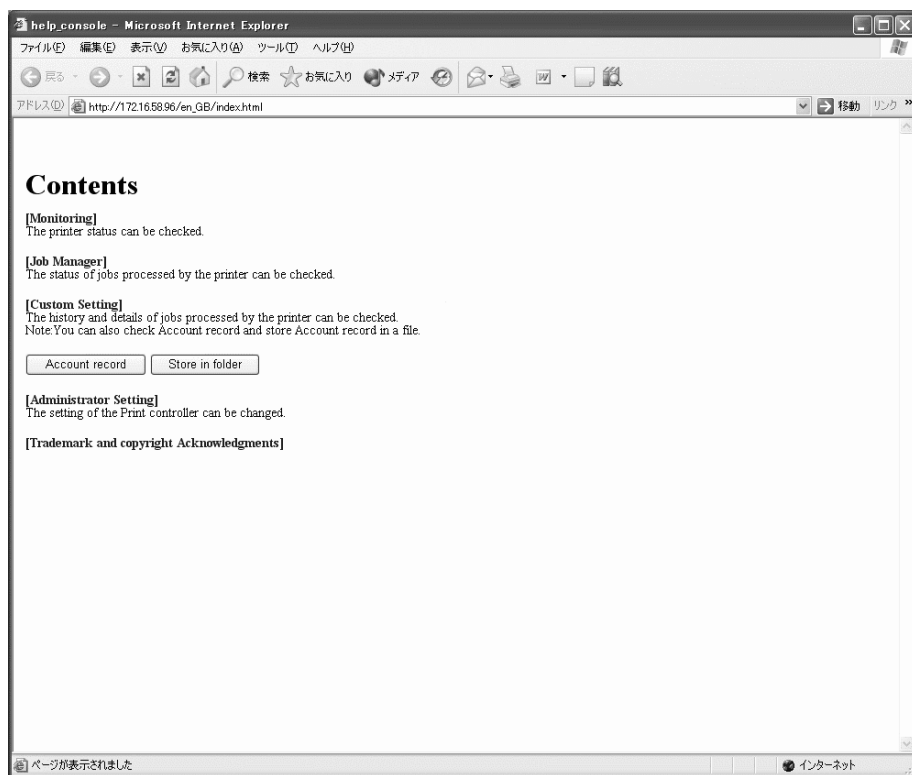 help_console - Microsoft Internet Explorer
ファイル(F) 編集(E) 表示(V) お気に入り(A) ツール(T) ヘルプ(H)
戻る 検索 お気に入り メディア
アドレス(D) http://172.16.58.96/en_GB/index.html 移動 リンク »
Contents
[Monitoring]
The printer status can be checked.
[Job Manager]
The status of jobs processed by the printer can be checked.
[Custom Setting]
The history and details of jobs processed by the printer can be checked.
Note:You can also check Account record and store Account record in a file.
Account record Store in folder
[Administrator Setting]
The setting of the Print controller can be changed.
[Trademark and copyright Acknowledgments]
ページが表示されました インターネット